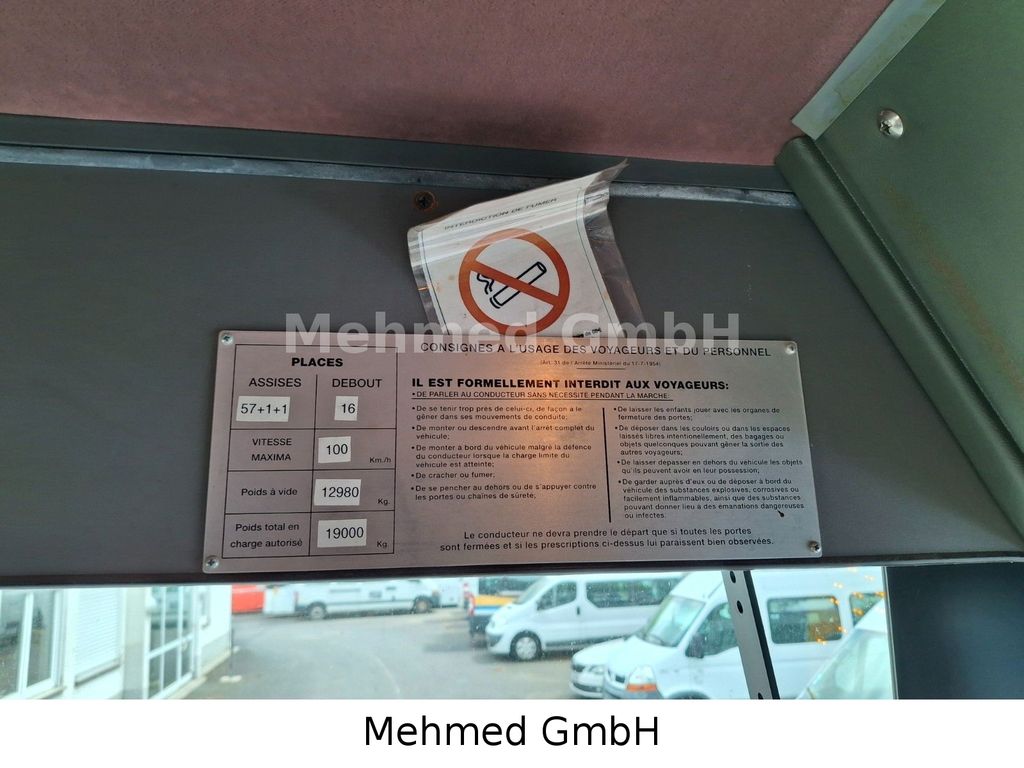 INTERDICTION DE FUMER
Mehmed GmbH
PLACES
ASSISES DEBOUT
57+1+1 16
VITESSE
MAXIMA 100 Km./h
Poids à vide 12980 Kg.
Poids total en
charge autorisé 19000 Kg.
CONSIGNES A L'USAGE DES VOYAGEURS ET DU PERSONNEL
(Art. 31 de l'Arrêté Ministériel du 17-7-1954)
IL EST FORMELLEMENT INTERDIT AUX VOYAGEURS:
• DE PARLER AU CONDUCTEUR SANS NECESSITE PENDANT LA MARCHE:
• De se tenir trop près de celui-ci, de façon a le
gêner dans ses mouvements de conduite;
• De monter ou descendre avant l'arrêt complet du
véhicule;
• De monter à bord du véhicule malgré la défence
du conducteur lorsque la charge limite du
véhicule est atteinte;
• De cracher ou fumer;
• De se pencher au déhors ou de s'appuyer contre
les portes ou chaînes de sûreté;
• De laisser les enfants jouer avec les organes de
fermeture des portes;
• De déposer dans les couloirs ou dans les espaces
laissés libres intentionellement, des bagages ou
objets quelconques pouvant gêner la sortie des
autres voyageurs;
• De laisser dépasser en dehors du véhicule les objets
qu'ils peuvent avoir en leur possession;
• De garder auprès d'eux ou de déposer à bord du
véhicule des substances explosives, corrosives ou
facilement inflammables, ainsi que des substances
pouvant donner lieu à des émanations dangereuses
ou infectes.
Le conducteur ne devra prendre le départ que si toutes les portes
sont fermées et si les prescriptions ci-dessus lui paraissent bien observées.
Mehmed GmbH